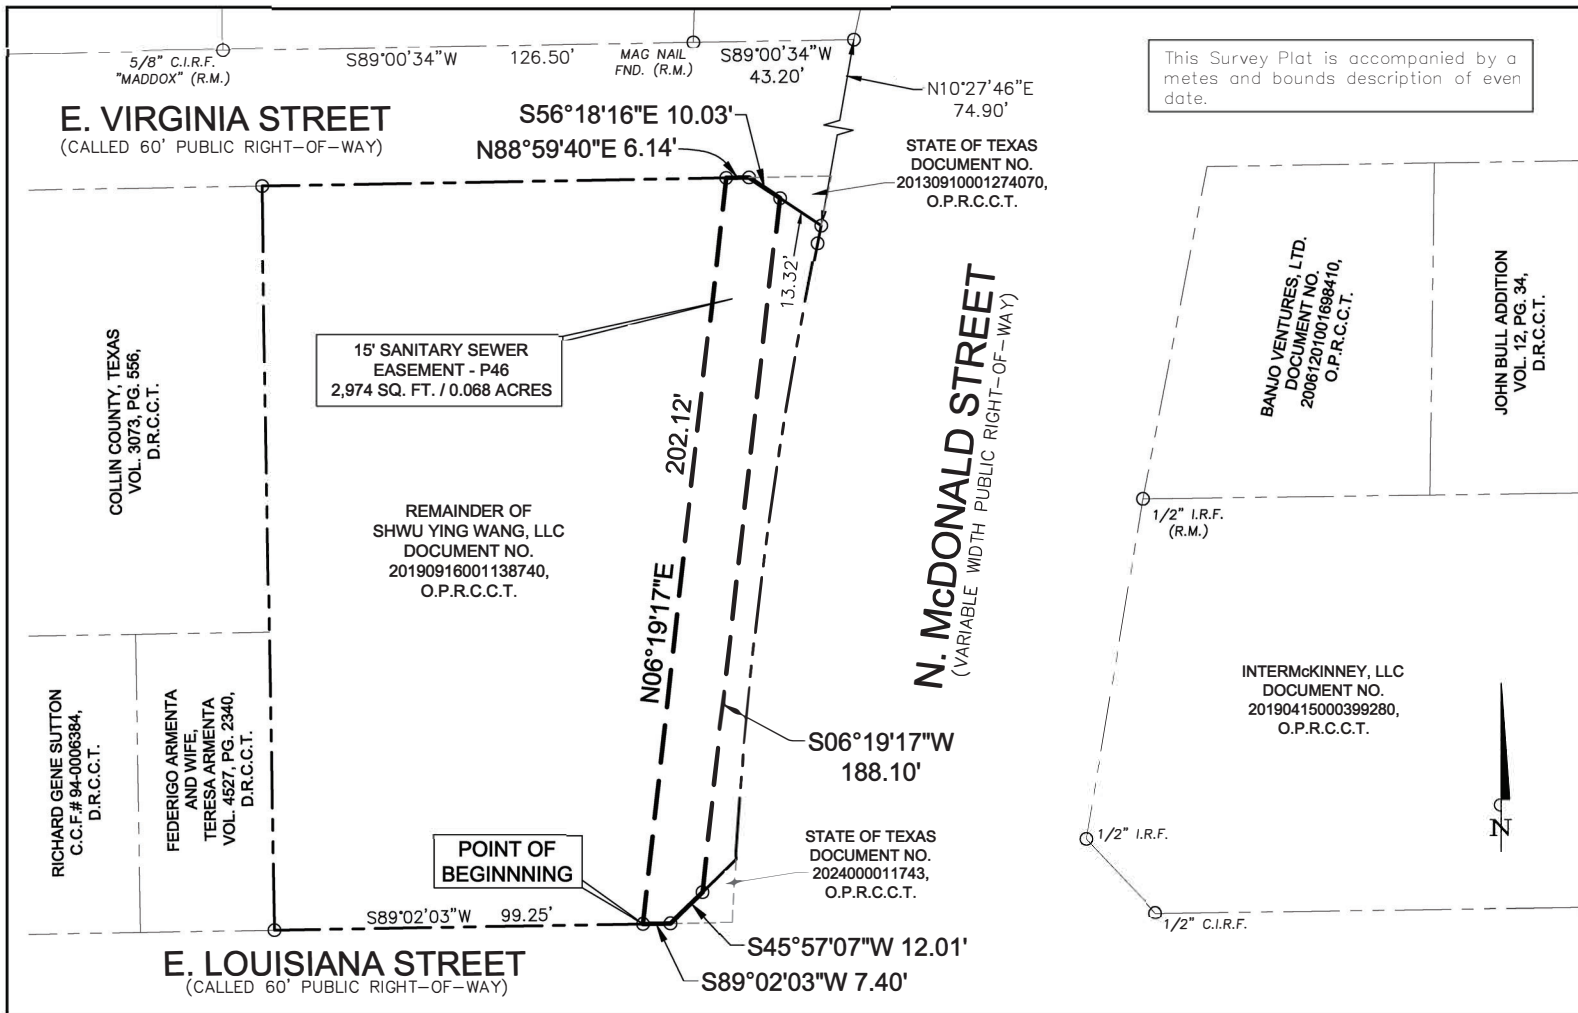 5/8" C.I.R.F.
"MADDOX" (R.M.)
S89°00'34"W 126.50'
MAG NAIL
FND. (R.M.)
S89°00'34"W
43.20'
N10°27'46"E
74.90'
This Survey Plat is accompanied by a
metes and bounds description of even
date.
E. VIRGINIA STREET
(CALLED 60' PUBLIC RIGHT-OF-WAY)
S56°18'16"E 10.03'
N88°59'40"E 6.14'
STATE OF TEXAS
DOCUMENT NO.
20130910001274070,
O.P.R.C.C.T.
13.32'
15' SANITARY SEWER
EASEMENT - P46
2,974 SQ. FT. / 0.068 ACRES
COLLIN COUNTY, TEXAS
VOL. 3073, PG. 556,
D.R.C.C.T.
202.12'
N06°19'17"E
REMAINDER OF
SHWU YING WANG, LLC
DOCUMENT NO.
20190916001138740,
O.P.R.C.C.T.
N. McDONALD STREET
(VARIABLE WIDTH PUBLIC RIGHT-OF-WAY)
BANJO VENTURES, LTD.
DOCUMENT NO.
20061201001698410,
O.P.R.C.C.T.
JOHN BULL ADDITION
VOL. 12, PG. 34,
D.R.C.C.T.
1/2" I.R.F.
(R.M.)
INTERMcKINNEY, LLC
DOCUMENT NO.
20190415000399280,
O.P.R.C.C.T.
RICHARD GENE SUTTON
C.C.F.# 94-0006384,
D.R.C.C.T.
FEDERIGO ARMENTA
AND WIFE,
TERESA ARMENTA
VOL. 4527, PG. 2340,
D.R.C.C.T.
S06°19'17"W
188.10'
POINT OF
BEGINNNING
STATE OF TEXAS
DOCUMENT NO.
2024000011743,
O.P.R.C.C.T.
1/2" I.R.F.
N
1/2" C.I.R.F.
S89°02'03"W 99.25'
S45°57'07"W 12.01'
S89°02'03"W 7.40'
E. LOUISIANA STREET
(CALLED 60' PUBLIC RIGHT-OF-WAY)